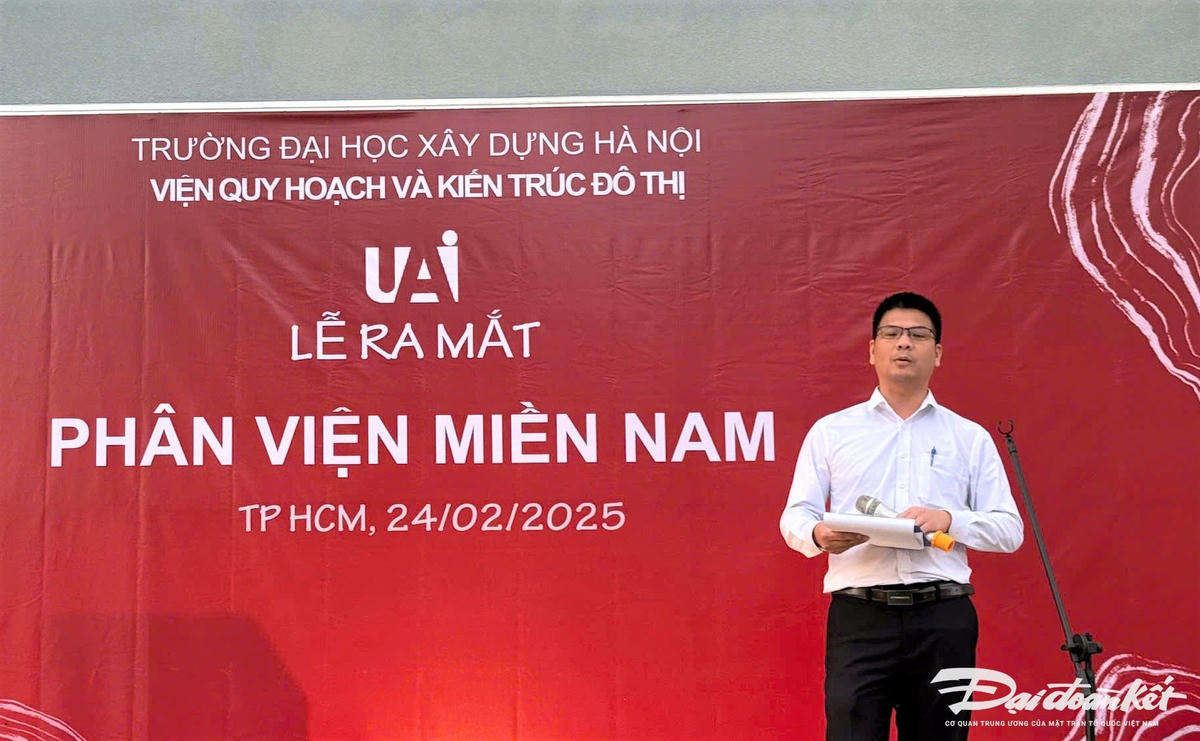 TRƯỜNG ĐẠI HỌC XÂY DỰNG HÀ NỘI
VIỆN QUY HOẠCH VÀ KIẾN TRÚC ĐÔ THỊ
UAi
LỄ RA MẮT
PHÂN VIỆN MIỀN NAM
TP HCM, 24/02/2025
Đại đoàn kết
CƠ QUAN TRUNG ƯƠNG CỦA MẶT TRẬN TỔ QUỐC VIỆT NAM